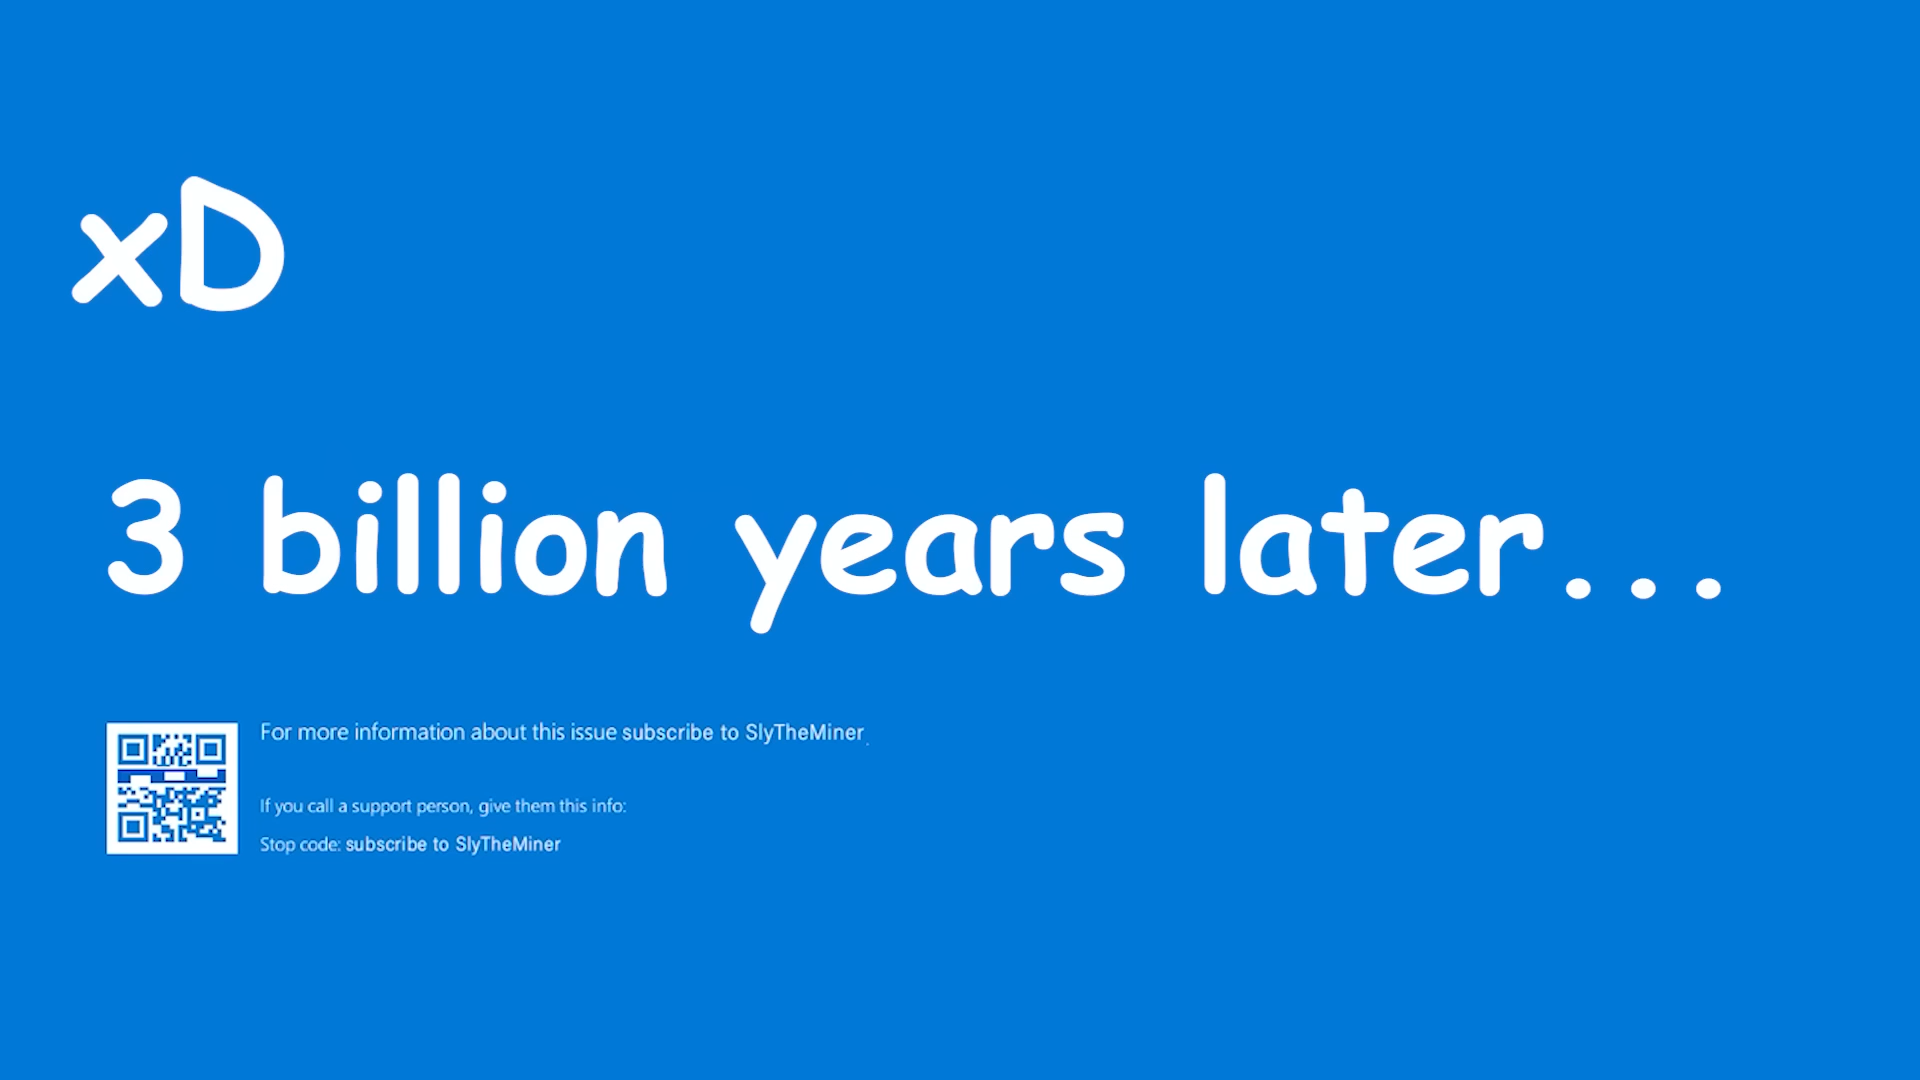 xD
3 billion years later...
For more information about this issue subscribe to SlyTheMiner.
If you call a support person, give them this info:
Stop code: subscribe to SlyTheMiner